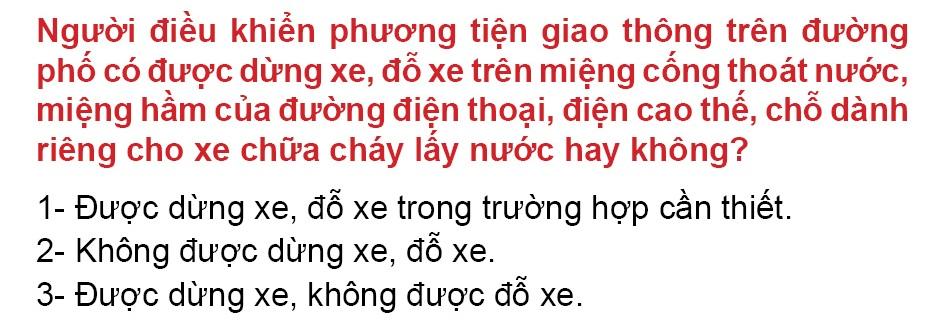 Người điều khiển phương tiện giao thông trên đường
phố có được dừng xe, đỗ xe trên miệng cống thoát nước,
miệng hầm của đường điện thoại, điện cao thế, chỗ dành
riêng cho xe chữa cháy lấy nước hay không?
1- Được dừng xe, đỗ xe trong trường hợp cần thiết.
2- Không được dừng xe, đỗ xe.
3- Được dừng xe, không được đỗ xe.